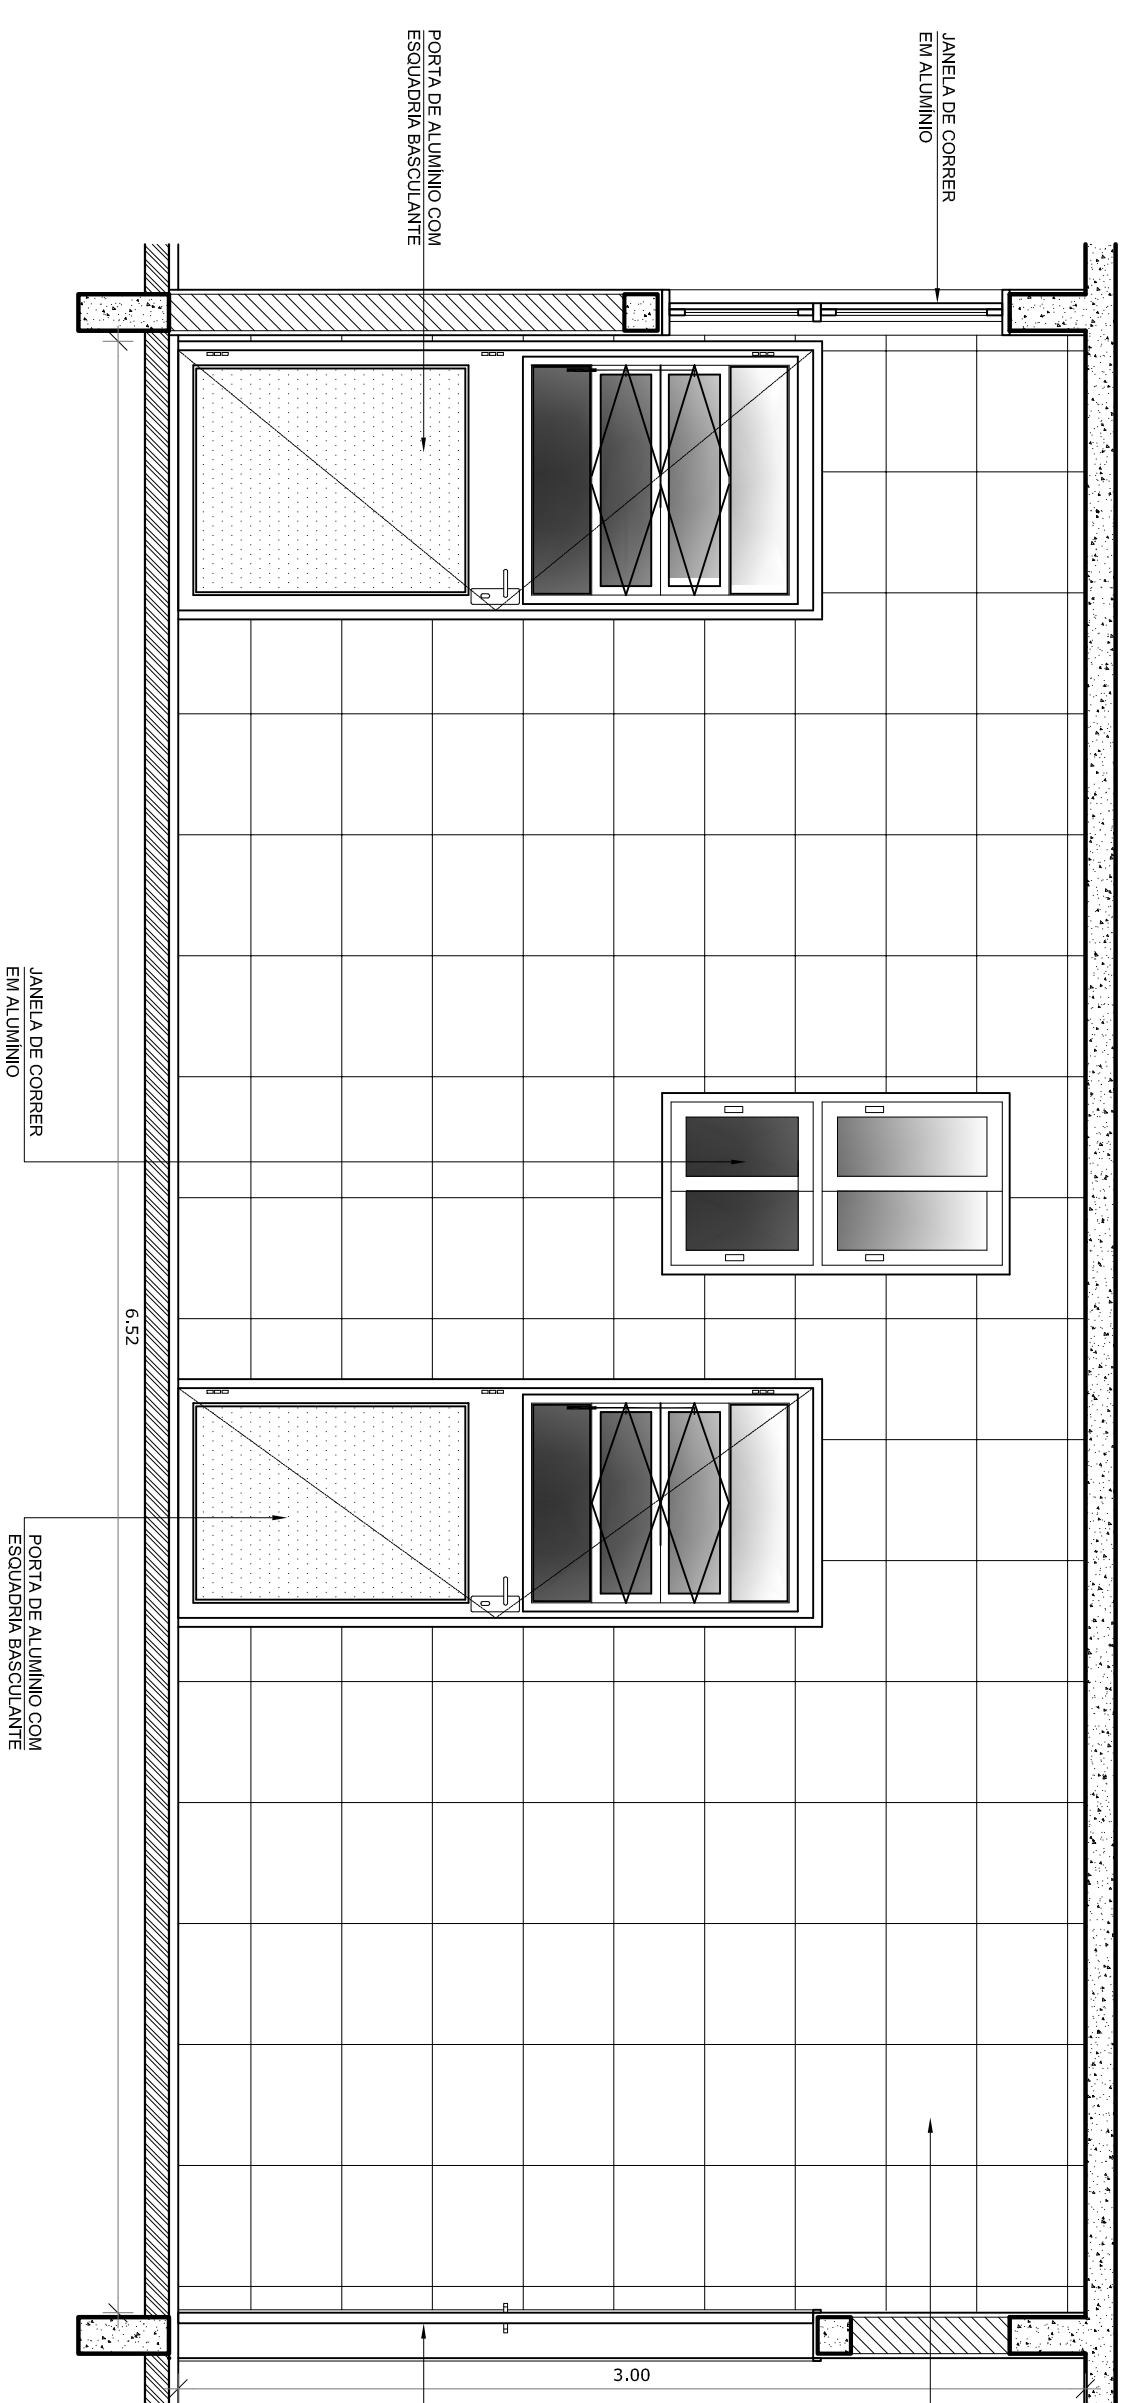 JANELA DE CORRER
EM ALUMÍNIO
PORTA DE ALUMÍNIO COM
ESQUADRIA BASCULANTE
JANELA DE CORRER
EM ALUMÍNIO
6.52
PORTA DE ALUMÍNIO COM
ESQUADRIA BASCULANTE
3.00